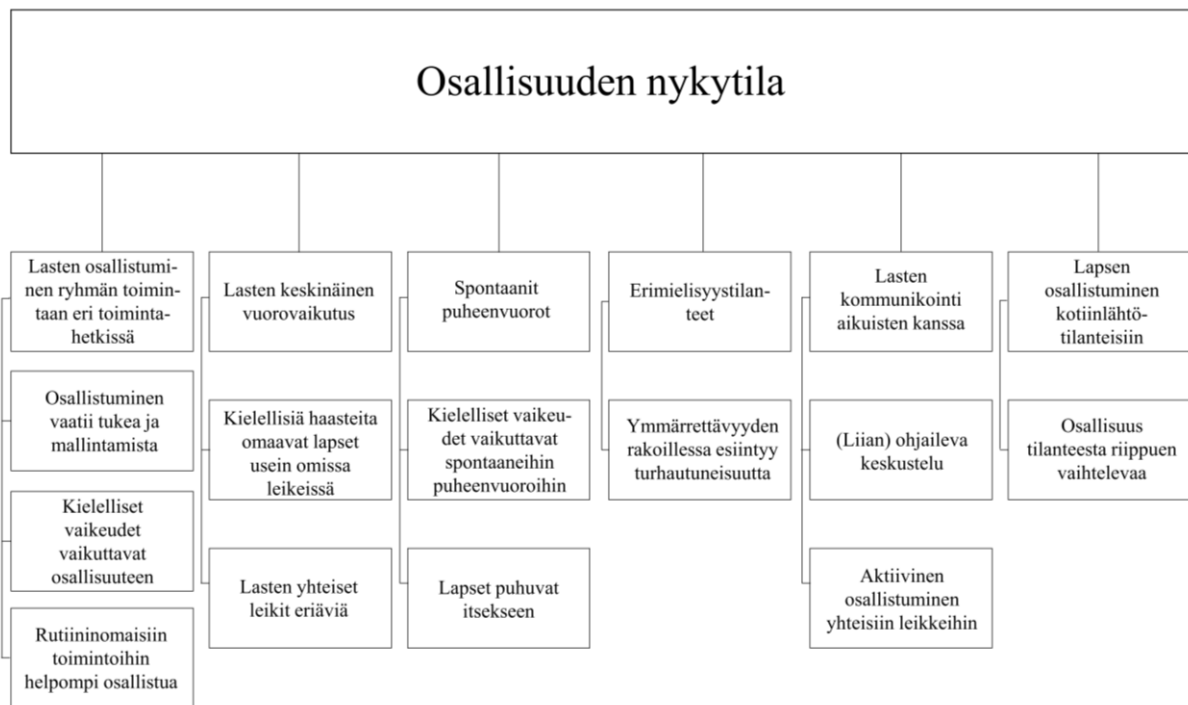 Osallisuuden nykytila
Lasten osallistumi-
nen ryhmän toimin-
taan eri toiminta-
hetkissä
Osallistuminen
vaatii tukea ja
mallintamista
Kielelliset
vaikeudet
vaikuttavat
osallisuuteen
Rutiininomaisiin
toimintoihin
helpompi osallistua
Lasten keskinäinen
vuorovaikutus
Kielellisiä haasteita
omaavat lapset
usein omissa
leikeissä
Lasten yhteiset
leikit eriäviä
Spontaanit
puheenvuorot
Kielelliset vaikeu-
det vaikuttavat
spontaaneihin
puheenvuoroihin
Lapset puhuvat
itsekseen
Erimielisyystilan-
teet
Ymmärrettävyyden
rakoillessa esiintyy
turhautuneisuutta
Lasten
kommunikointi
aikuisten kanssa
(Liian) ohjaileva
keskustelu
Aktiivinen
osallistuminen
yhteisiin leikkeihin
Lapsen
osallistuminen
kotiinlähtö-
tilanteisiin
Osallisuus
tilanteesta riippuen
vaihtelevaa